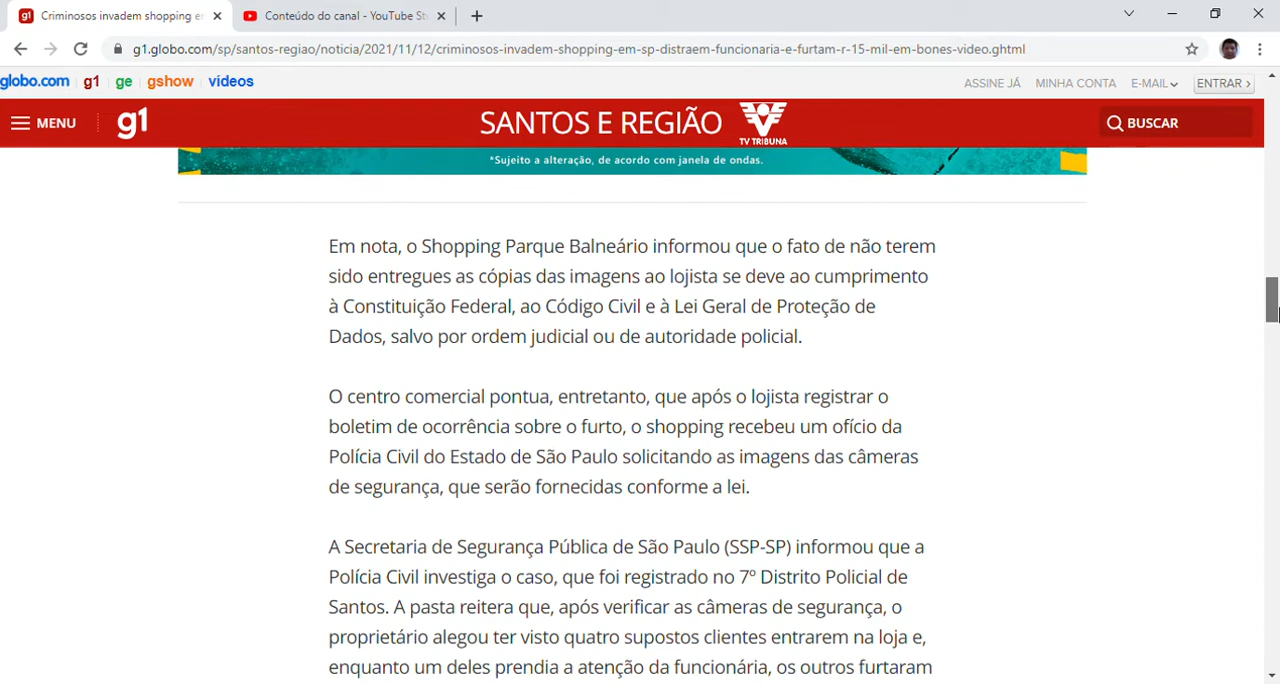 Criminosos invadem shopping e
Conteúdo do canal - YouTube St
g1.globo.com/sp/santos-regiao/noticia/2021/11/12/criminosos-invadem-shopping-em-sp-distraem-funcionaria-e-furtam-r-15-mil-em-bones-video.ghtml
globo.com g1 ge gshow videos ASSINE JÁ MINHA CONTA E-MAIL ENTRAR
MENU g1 SANTOS E REGIÃO TV TRIBUNA BUSCAR
*Sujeito a alteração, de acordo com janela de ondas.
Em nota, o Shopping Parque Balneário informou que o fato de não terem
sido entregues as cópias das imagens ao lojista se deve ao cumprimento
à Constituição Federal, ao Código Civil e à Lei Geral de Proteção de
Dados, salvo por ordem judicial ou de autoridade policial.
O centro comercial pontua, entretanto, que após o lojista registrar o
boletim de ocorrência sobre o furto, o shopping recebeu um ofício da
Polícia Civil do Estado de São Paulo solicitando as imagens das câmeras
de segurança, que serão fornecidas conforme a lei.
A Secretaria de Segurança Pública de São Paulo (SSP-SP) informou que a
Polícia Civil investiga o caso, que foi registrado no 7º Distrito Policial de
Santos. A pasta reitera que, após verificar as câmeras de segurança, o
proprietário alegou ter visto quatro supostos clientes entrarem na loja e,
enquanto um deles prendia a atenção da funcionária, os outros furtaram